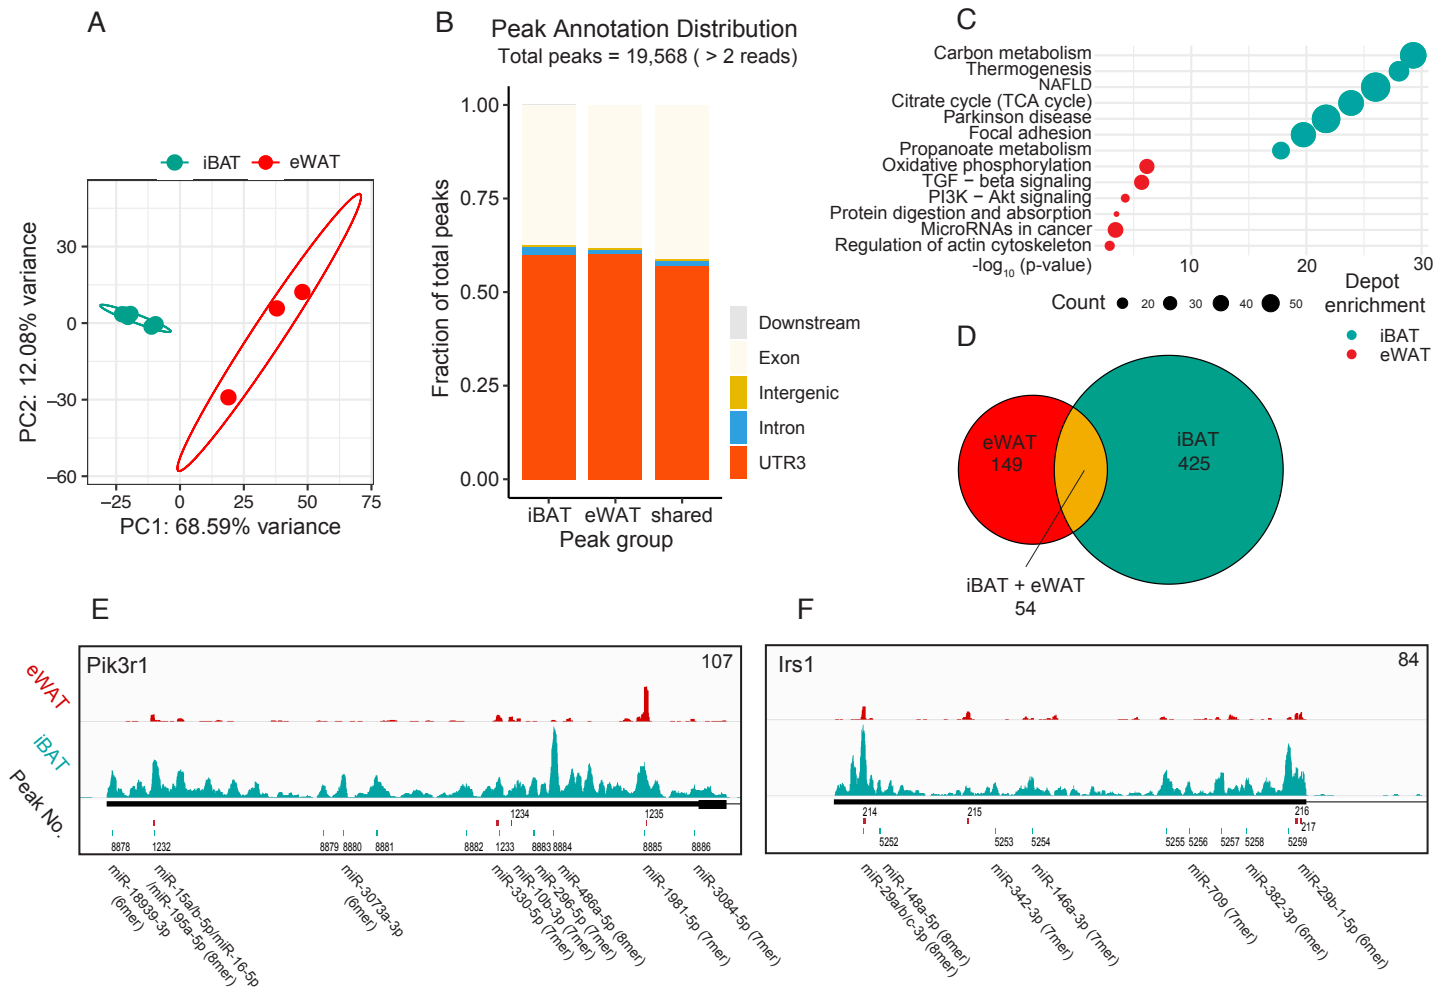 A
iBAT
eWAT
PC2: 12.08% variance
30
0
−30
−60
−25
0
25
50
75
PC1: 68.59% variance
B
Peak Annotation Distribution
Total peaks = 19,568 ( > 2 reads)
Fraction of total peaks
1.00
0.75
0.50
0.25
0.00
iBAT
eWAT
shared
Peak group
Downstream
Exon
Intergenic
Intron
UTR3
C
Carbon metabolism
Thermogenesis
NAFLD
Citrate cycle (TCA cycle)
Parkinson disease
Focal adhesion
Propanoate metabolism
Oxidative phosphorylation
TGF − beta signaling
PI3K − Akt signaling
Protein digestion and absorption
MicroRNAs in cancer
Regulation of actin cytoskeleton
-log10 (p-value)
10
20
30
Count
20
30
40
50
Depot
enrichment
iBAT
eWAT
D
eWAT
149
iBAT
425
iBAT + eWAT
54
E
Pik3r1
107
eWAT
iBAT
Peak No.
1234
1235
8878
1232
8879
8880
8881
8882
1233
8883
8884
8885
8886
miR-18939-3p
(6mer)
miR-15a/b-5p/miR-16-5p
/miR-195a-5p (8mer)
miR-3073a-3p
(6mer)
miR-330-5p (7mer)
miR-10b-3p (7mer)
miR-296-5p (7mer)
miR-486a-5p (8mer)
miR-1981-5p (7mer)
miR-3084-5p (7mer)
F
Irs1
84
214
215
216
217
5252
5253
5254
5255
5256
5257
5258
5259
miR-29a/b/c-3p (8mer)
miR-148a-5p (8mer)
miR-342-3p (7mer)
miR-146a-3p (7mer)
miR-709 (7mer)
miR-382-3p (6mer)
miR-29b-1-5p (6mer)